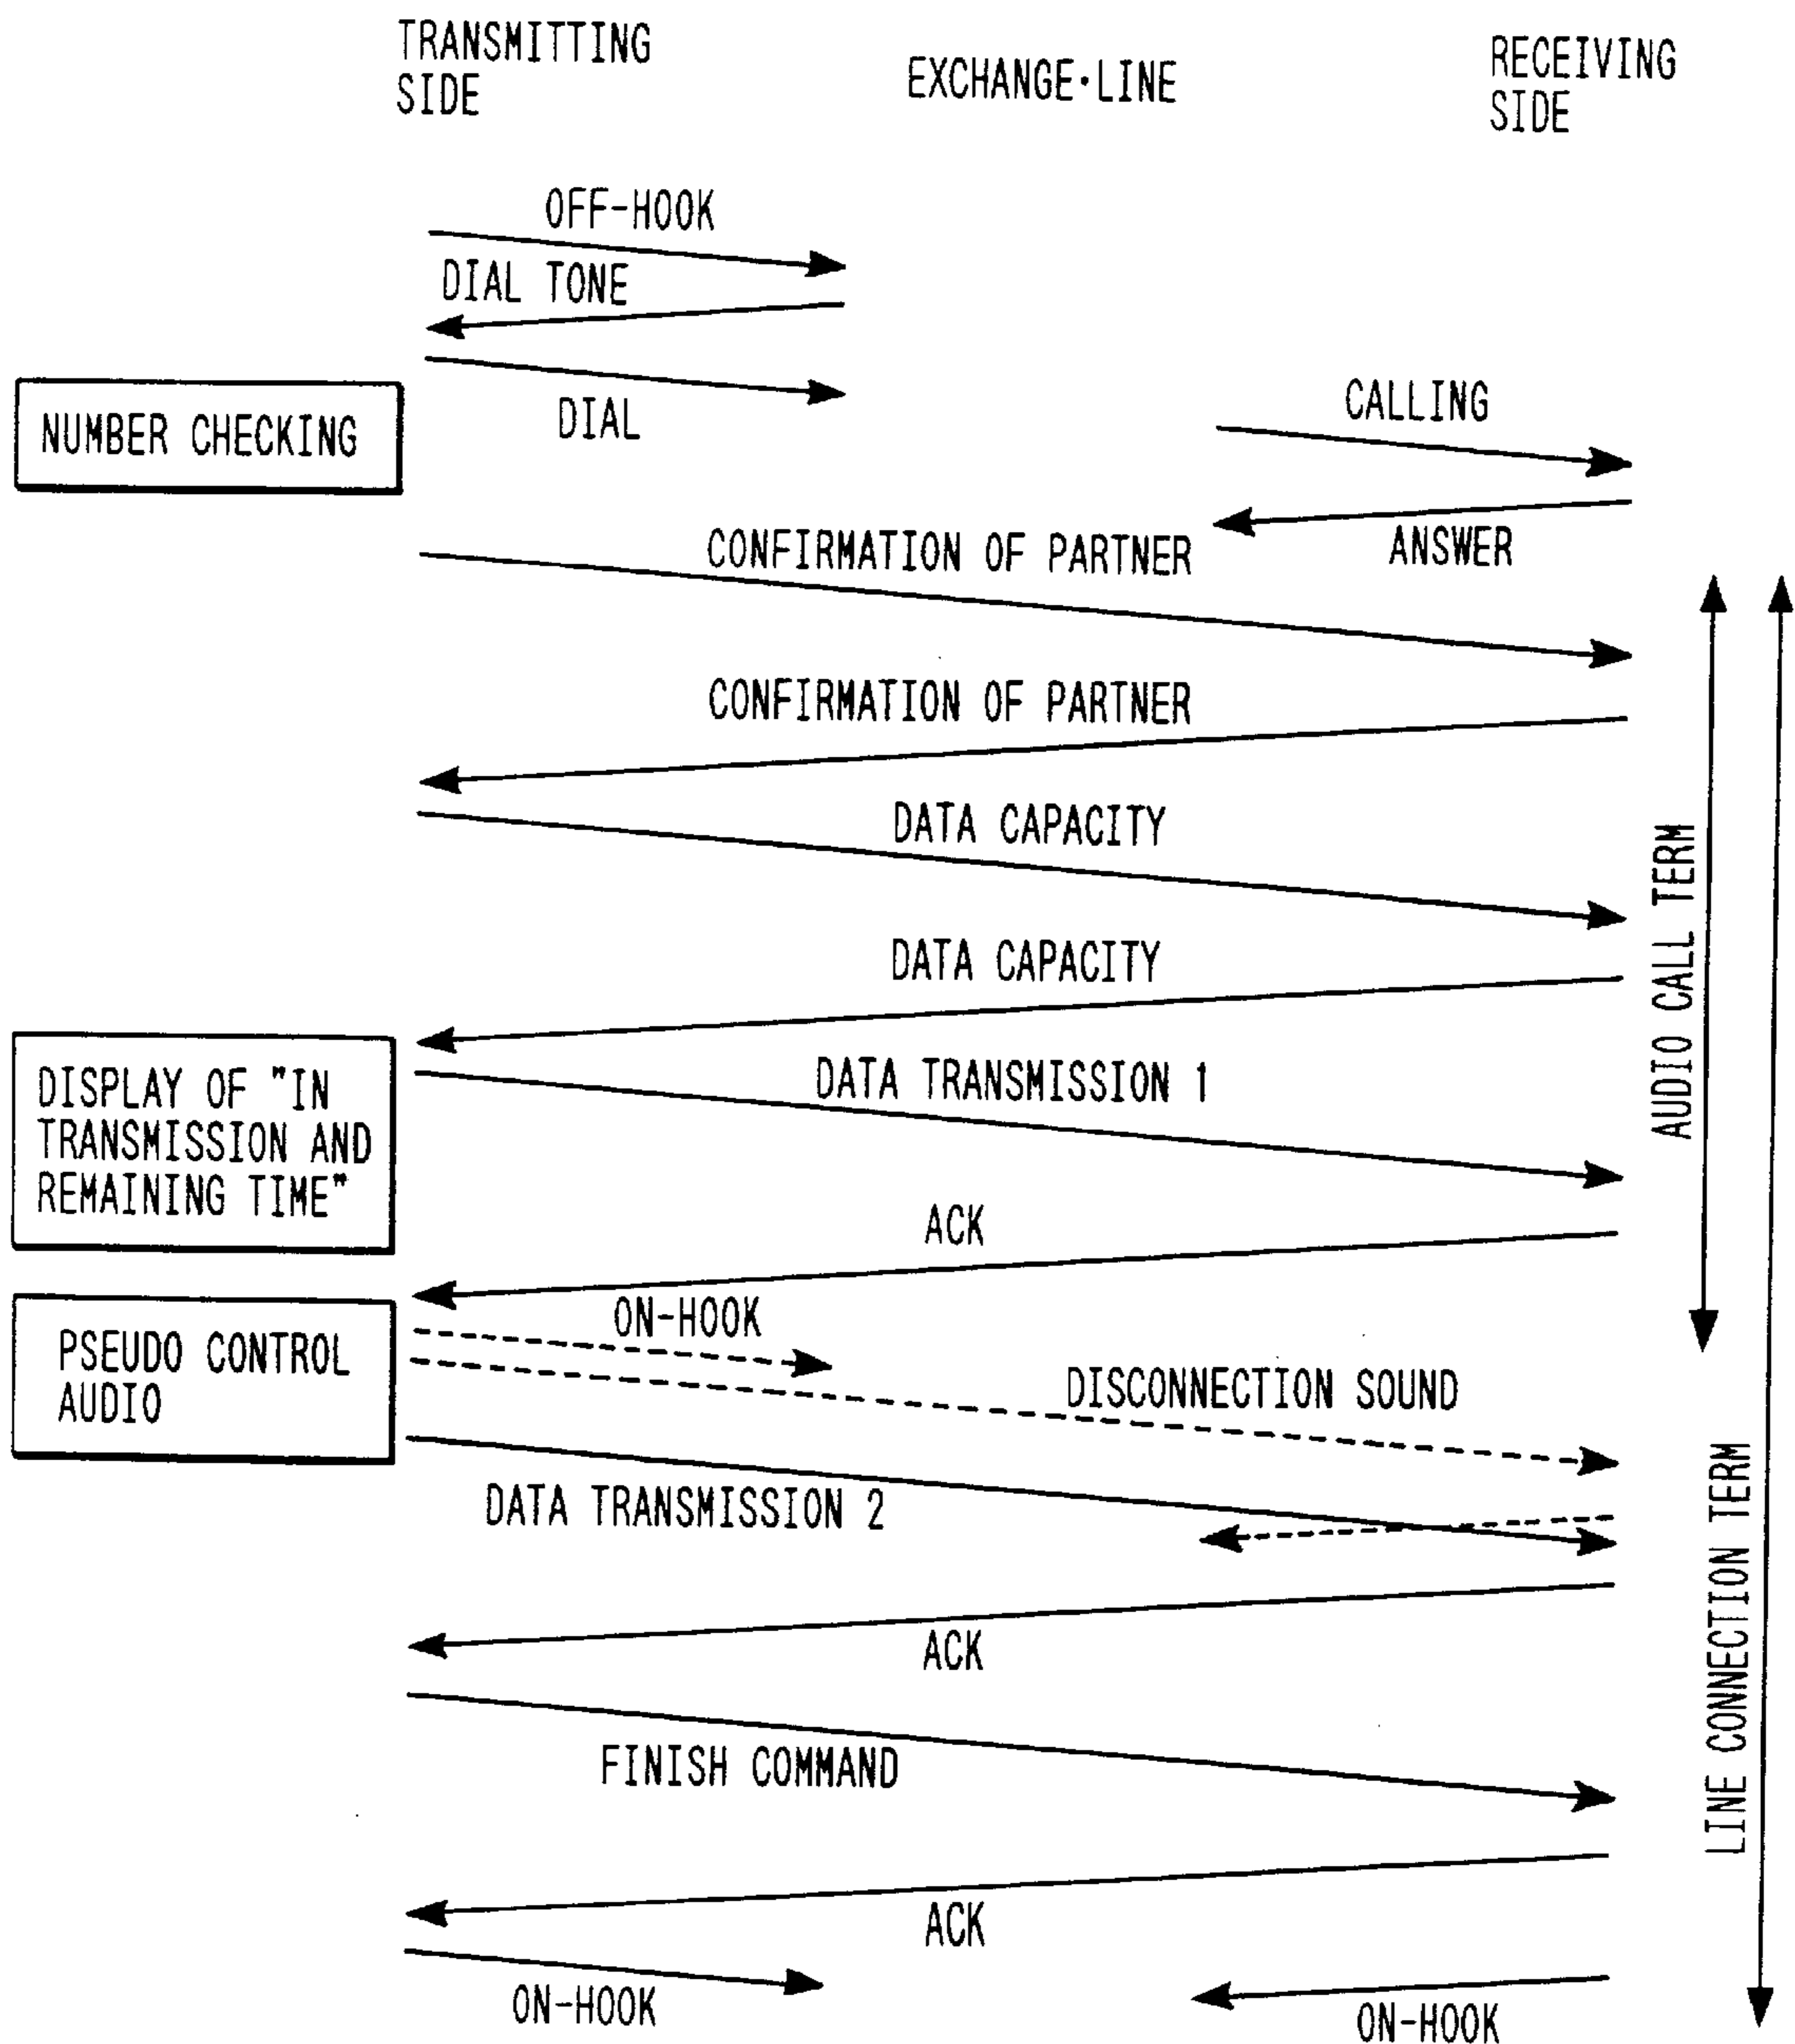 TRANSMITTING
SIDE
EXCHANGE·LINE
RECEIVING
SIDE
OFF-HOOK
DIAL TONE
DIAL
NUMBER CHECKING
CALLING
ANSWER
CONFIRMATION OF PARTNER
CONFIRMATION OF PARTNER
DATA CAPACITY
DATA CAPACITY
AUDIO CALL TERM
DISPLAY OF "IN
TRANSMISSION AND
REMAINING TIME"
DATA TRANSMISSION 1
ACK
PSEUDO CONTROL
AUDIO
ON-HOOK
DISCONNECTION SOUND
DATA TRANSMISSION 2
LINE CONNECTION TERM
ACK
FINISH COMMAND
ACK
ON-HOOK
ON-HOOK